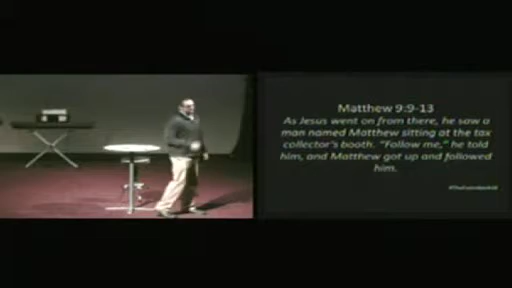 Matthew 9:9-13
As Jesus went on from there, he saw a
man named Matthew sitting at the tax
collector's booth. "Follow me," he told
him, and Matthew got up and followed
him.